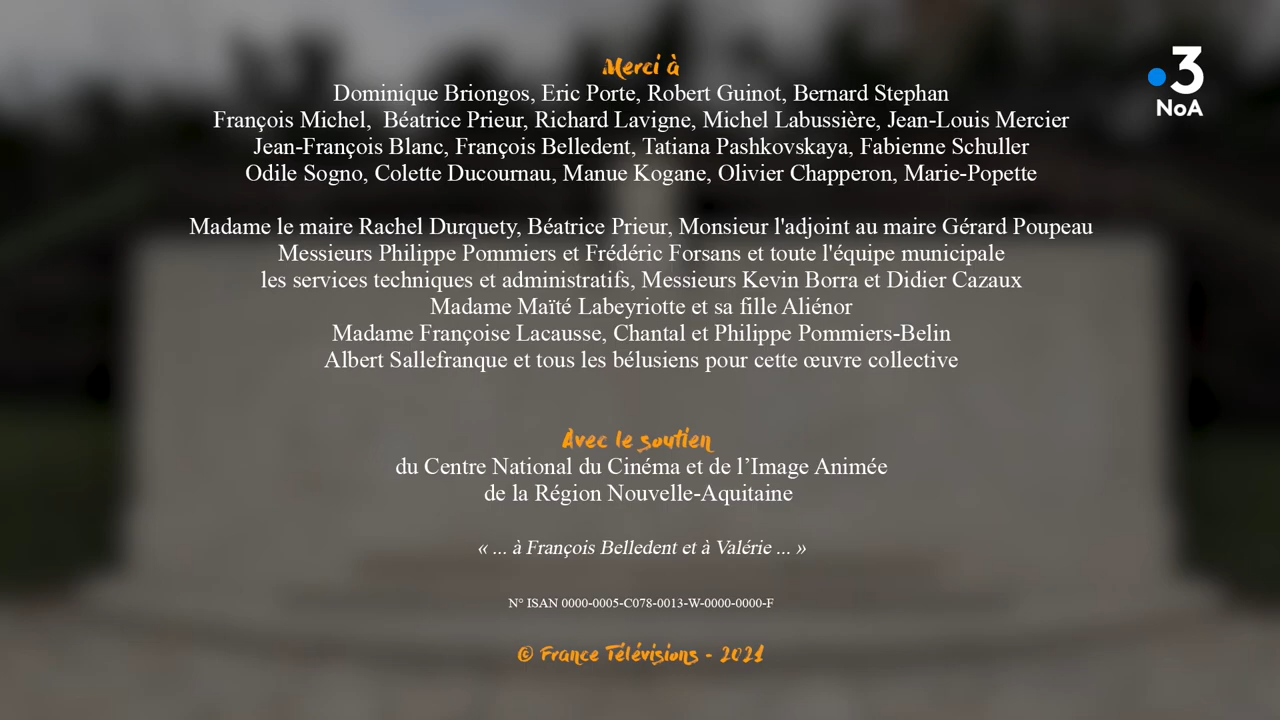 Merci à
Dominique Briongos, Eric Porte, Robert Guinot, Bernard Stephan
François Michel, Béatrice Prieur, Richard Lavigne, Michel Labussière, Jean-Louis Mercier
Jean-François Blanc, François Belledent, Tatiana Pashkovskaya, Fabienne Schuller
Odile Sogno, Colette Ducournau, Manue Kogane, Olivier Chapperon, Marie-Popette
Madame le maire Rachel Durquety, Béatrice Prieur, Monsieur l'adjoint au maire Gérard Poupeau
Messieurs Philippe Pommiers et Frédéric Forsans et toute l'équipe municipale
les services techniques et administratifs, Messieurs Kevin Borra et Didier Cazaux
Madame Maïté Labeyriotte et sa fille Aliénor
Madame Françoise Lacausse, Chantal et Philippe Pommiers-Belin
Albert Sallefranque et tous les bélusiens pour cette œuvre collective
Avec le soutien
du Centre National du Cinéma et de l’Image Animée
de la Région Nouvelle-Aquitaine
« ... à François Belledent et à Valérie ... »
N° ISAN 0000-0005-C078-0013-W-0000-0000-F
© France Télévisions - 2021
3
NoA